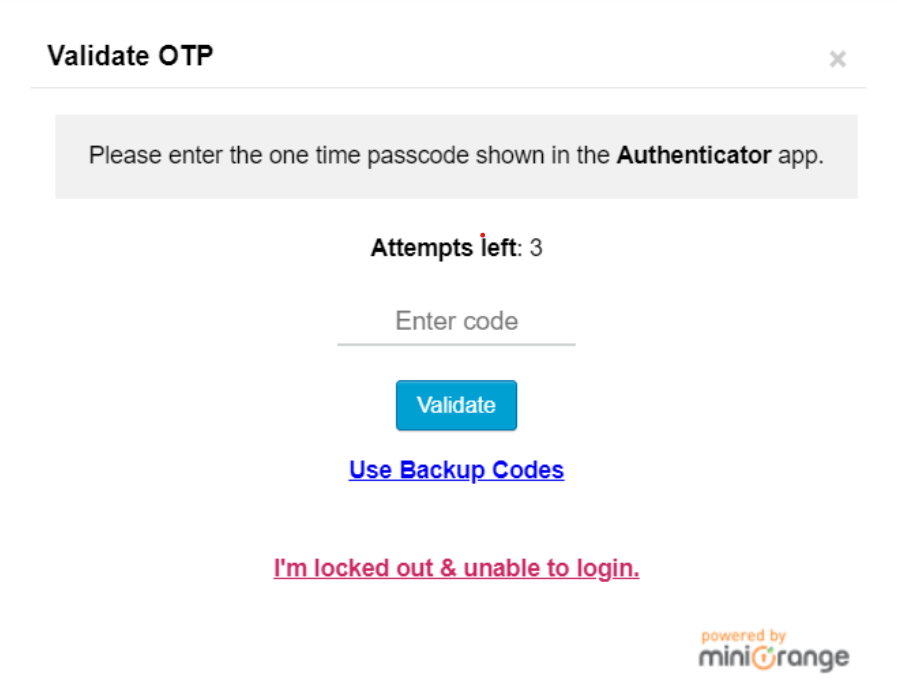 Validate OTP
×
Please enter the one time passcode shown in the Authenticator app.
Attempts left: 3
Enter code
Validate
Use Backup Codes
I'm locked out & unable to login.
powered by
miniOrange